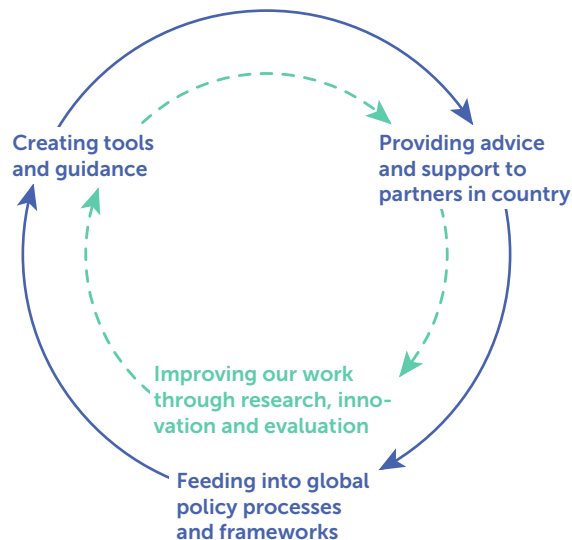 Creating tools
and guidance
Providing advice
and support to
partners in country
Improving our work
through research, inno-
vation and evaluation
Feeding into global
policy processes
and frameworks